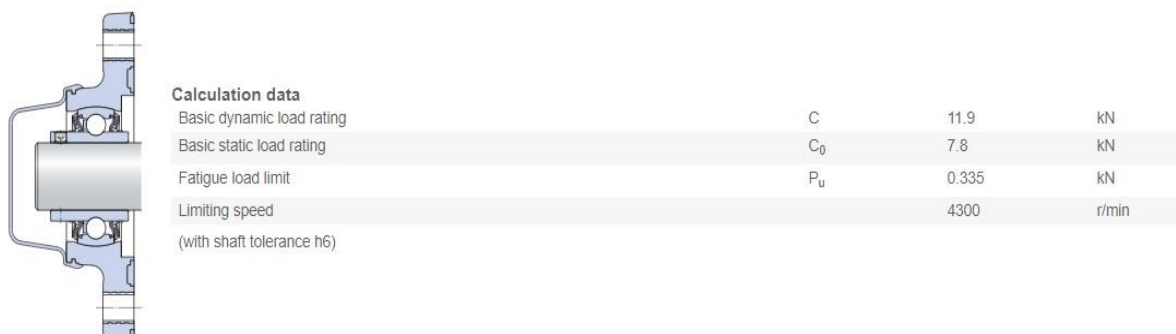 Calculation data
Basic dynamic load rating C 11.9 kN
Basic static load rating C₀ 7.8 kN
Fatigue load limit Pᵤ 0.335 kN
Limiting speed 4300 r/min
(with shaft tolerance h6)